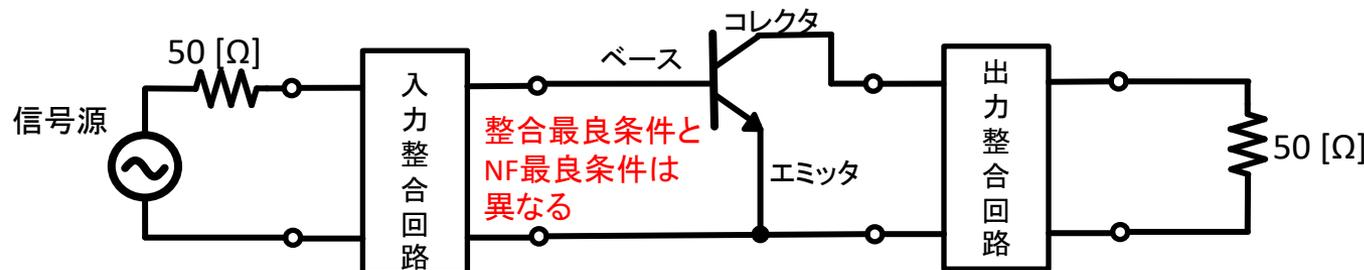 50 [Ω]
信号源
入力整合回路
ベース
コレクタ
整合最良条件と
NF最良条件は
異なる
エミッタ
出力整合回路
50 [Ω]